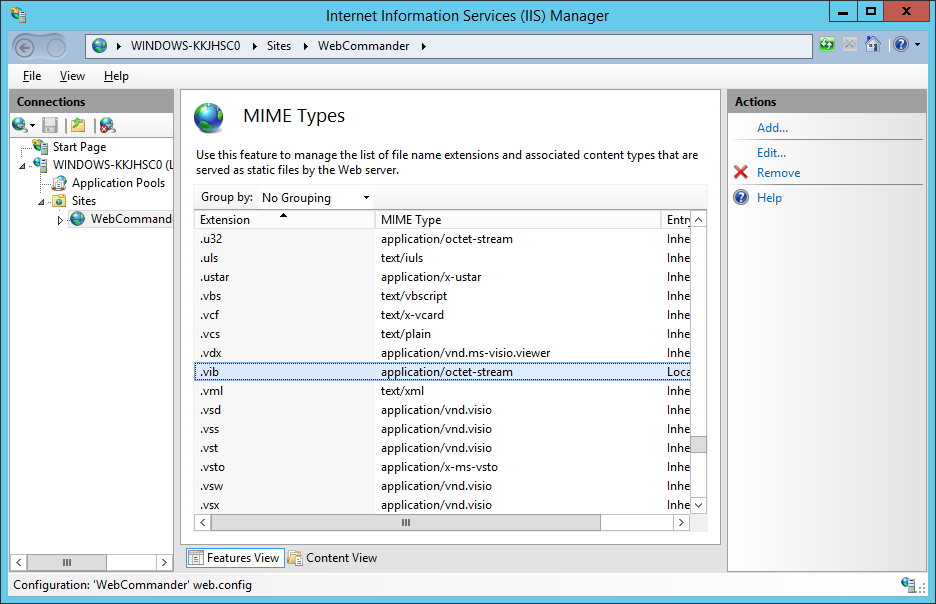 Internet Information Services (IIS) Manager
WINDOWS-KKJHSC0 Sites WebCommander
File View Help
Connections
Start Page
WINDOWS-KKJHSC0 (L
Application Pools
Sites
WebCommand
MIME Types
Use this feature to manage the list of file name extensions and associated content types that are
served as static files by the Web server.
Group by: No Grouping
Extension MIME Type Entry
.u32 application/octet-stream Inhe
.uls text/iuls Inhe
.ustar application/x-ustar Inhe
.vbs text/vbscript Inhe
.vcf text/x-vcard Inhe
.vcs text/plain Inhe
.vdx application/vnd.ms-visio.viewer Inhe
.vib application/octet-stream Loca
.vml text/xml Inhe
.vsd application/vnd.visio Inhe
.vss application/vnd.visio Inhe
.vst application/vnd.visio Inhe
.vsto application/x-ms-vsto Inhe
.vsw application/vnd.visio Inhe
.vsx application/vnd.visio Inhe
Features View Content View
Actions
Add...
Edit...
Remove
Help
Configuration: 'WebCommander' web.config